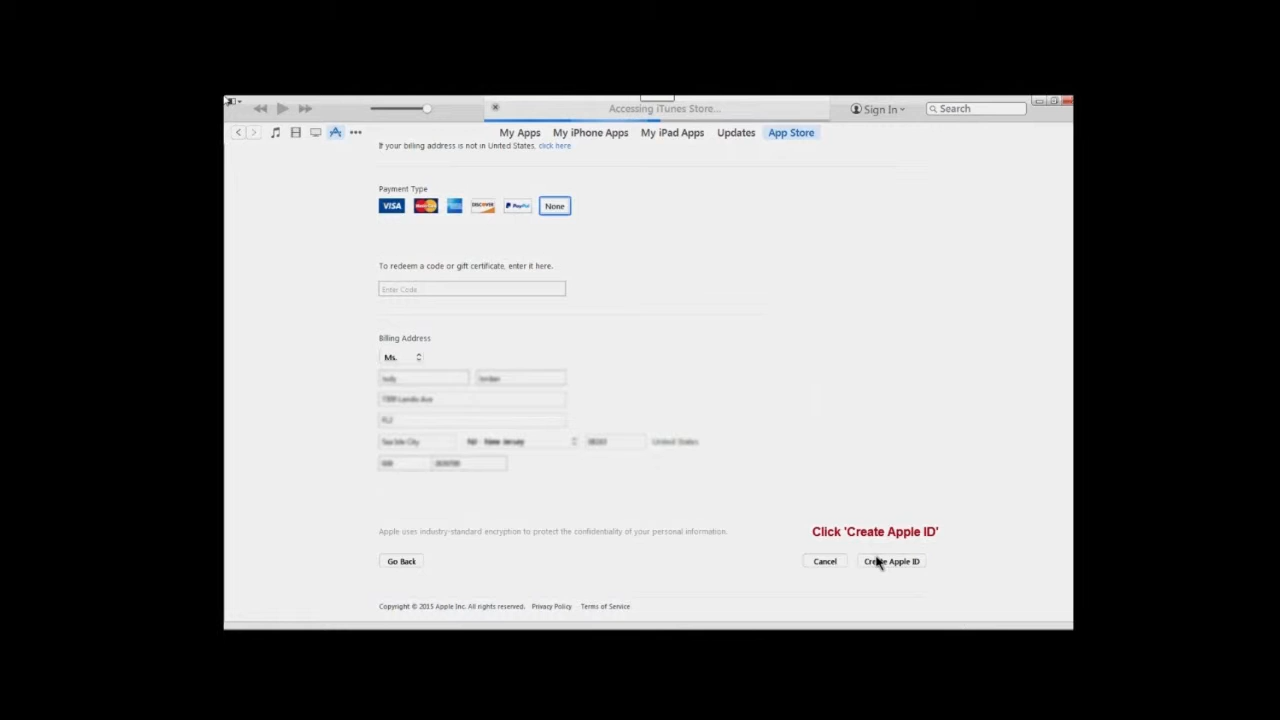 Accessing iTunes Store...
Sign In
Search
My Apps My iPhone Apps My iPad Apps Updates App Store
If your billing address is not in United States, click here
Payment Type
VISA MasterCard DISCOVER PayPal None
To redeem a code or gift certificate, enter it here.
Enter Code
Billing Address
Ms.
New Jersey United States
Apple uses industry-standard encryption to protect the confidentiality of your personal information.
Click 'Create Apple ID'
Go Back Cancel Create Apple ID
Copyright © 2015 Apple Inc. All rights reserved. Privacy Policy Terms of Service